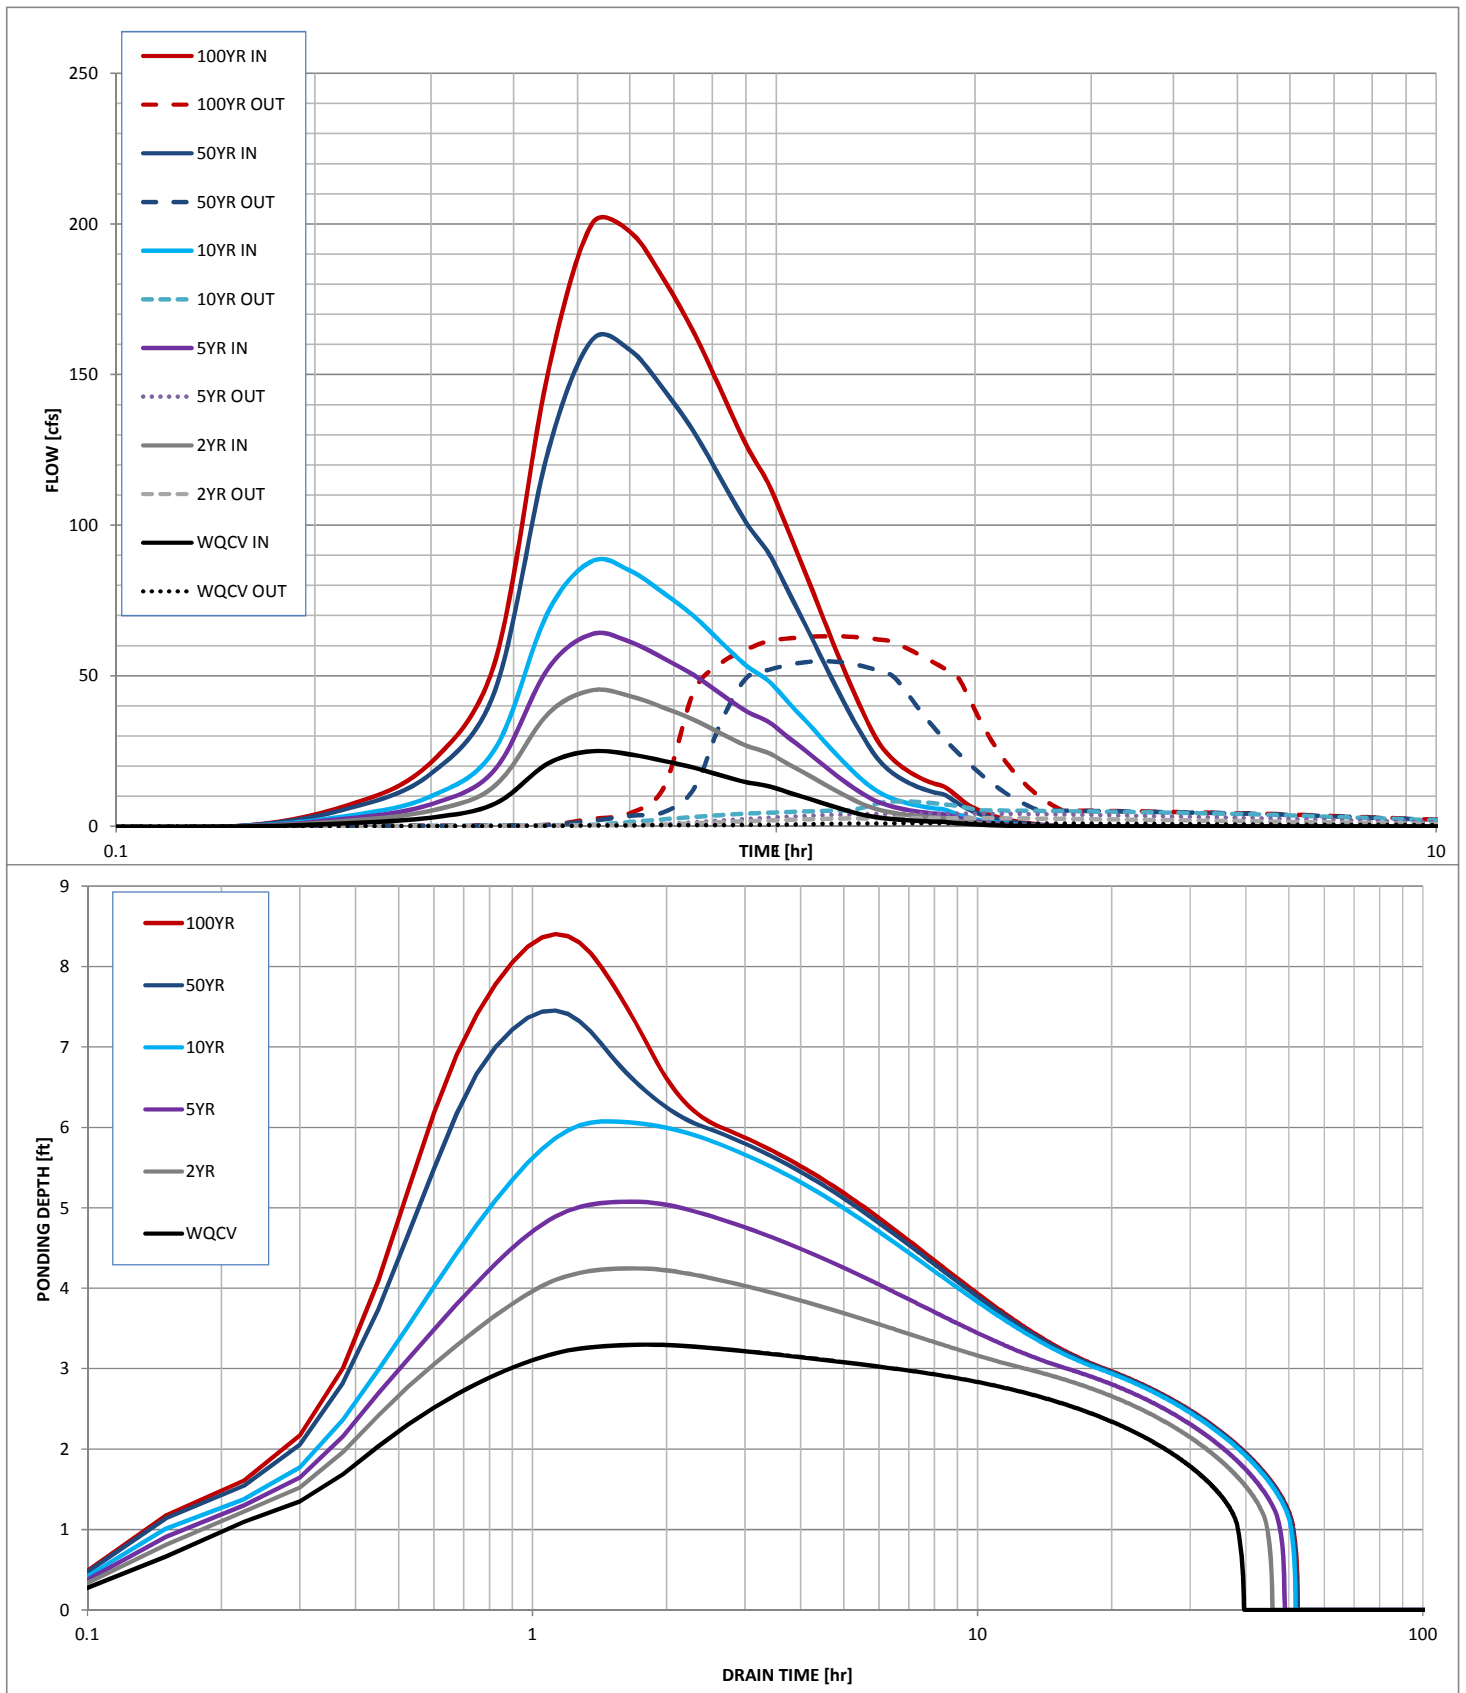 100YR IN
100YR OUT
50YR IN
50YR OUT
10YR IN
10YR OUT
5YR IN
5YR OUT
2YR IN
2YR OUT
WQCV IN
WQCV OUT
250
200
150
100
50
0
FLOW [cfs]
0.1
1
10
TIME [hr]
100YR
50YR
10YR
5YR
2YR
WQCV
9
8
7
6
5
4
3
2
1
0
PONDING DEPTH [ft]
0.1
1
10
100
DRAIN TIME [hr]